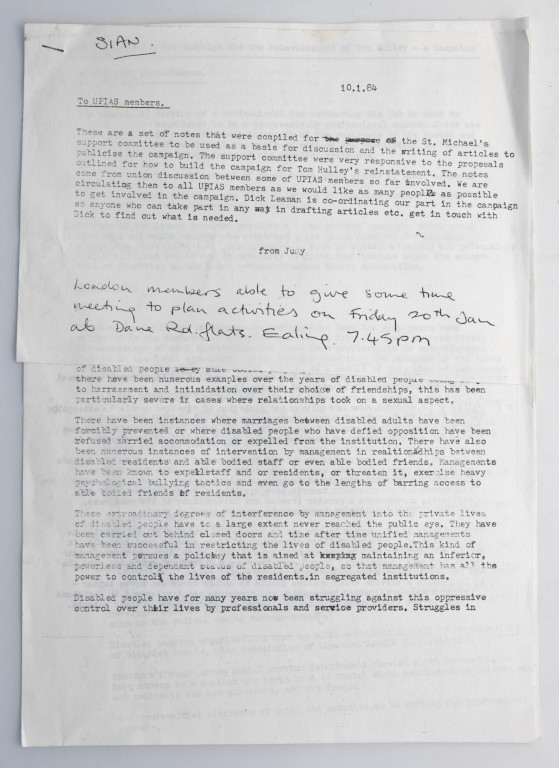 SIAN.
10.1.84
To UPIAS members.
These are a set of notes that were compiled for the purpose of the St. Michael's
support committee to be used as a basis for discussion and the writing of articles to
publicize the campaign. The support committee were very responsive to the proposals
outlined for how to build the campaign for Tom Hulley's reinstatement. The notes
come from union discussion between some of UPIAS members so far involved. We are
circulating them to all UPIAS members as we would like as many people as possible
to get involved in the campaign. Dick Leaman is co-ordinating our part in the campaign
so anyone who can take part in any way in drafting articles etc. get in touch with
Dick to find out what is needed.
from Judy
London members able to give some time
meeting to plan activities on Friday 20th Jan
at Dane Rd. flats. Ealing. 7.45pm
of disabled people
there have been numerous examples over the years of disabled people
to harrassment and intinidation over their choice of friendships, this has been
particularly severe in cases where relationships took on a sexual aspect.
There have been instances where marriages between disabled adults have been
forcibly prevented or where disabled people who have defied opposition have been
refused married accommodation or expelled from the institution. There have also
been numerous instances of intervention by management in realtionships between
disabled residents and able bodied staff or even able bodied friends. Managements
have been known to expell staff and or residents, or threaten it, exercise heavy
psychological bullying tactics and even go to the lengths of barring access to
able bodied friends of residents.
These extroadinary degrees of interference by management into the private lives
of disabled people have to a large extent never reached the public eye. They have
been carried out behind closed doors and time after time unified managements
have been successful in restricting the lives of disabled people.This kind of
management persues a policy that is aimed at keeping maintaining an inferior,
powerless and dependant status of disabled people, so that management has all the
power to control the lives of the residents.in segregated institutions.
Disabled people have for many years now been struggling against this oppressive
control over their lives by professionals and service providers. Struggles in